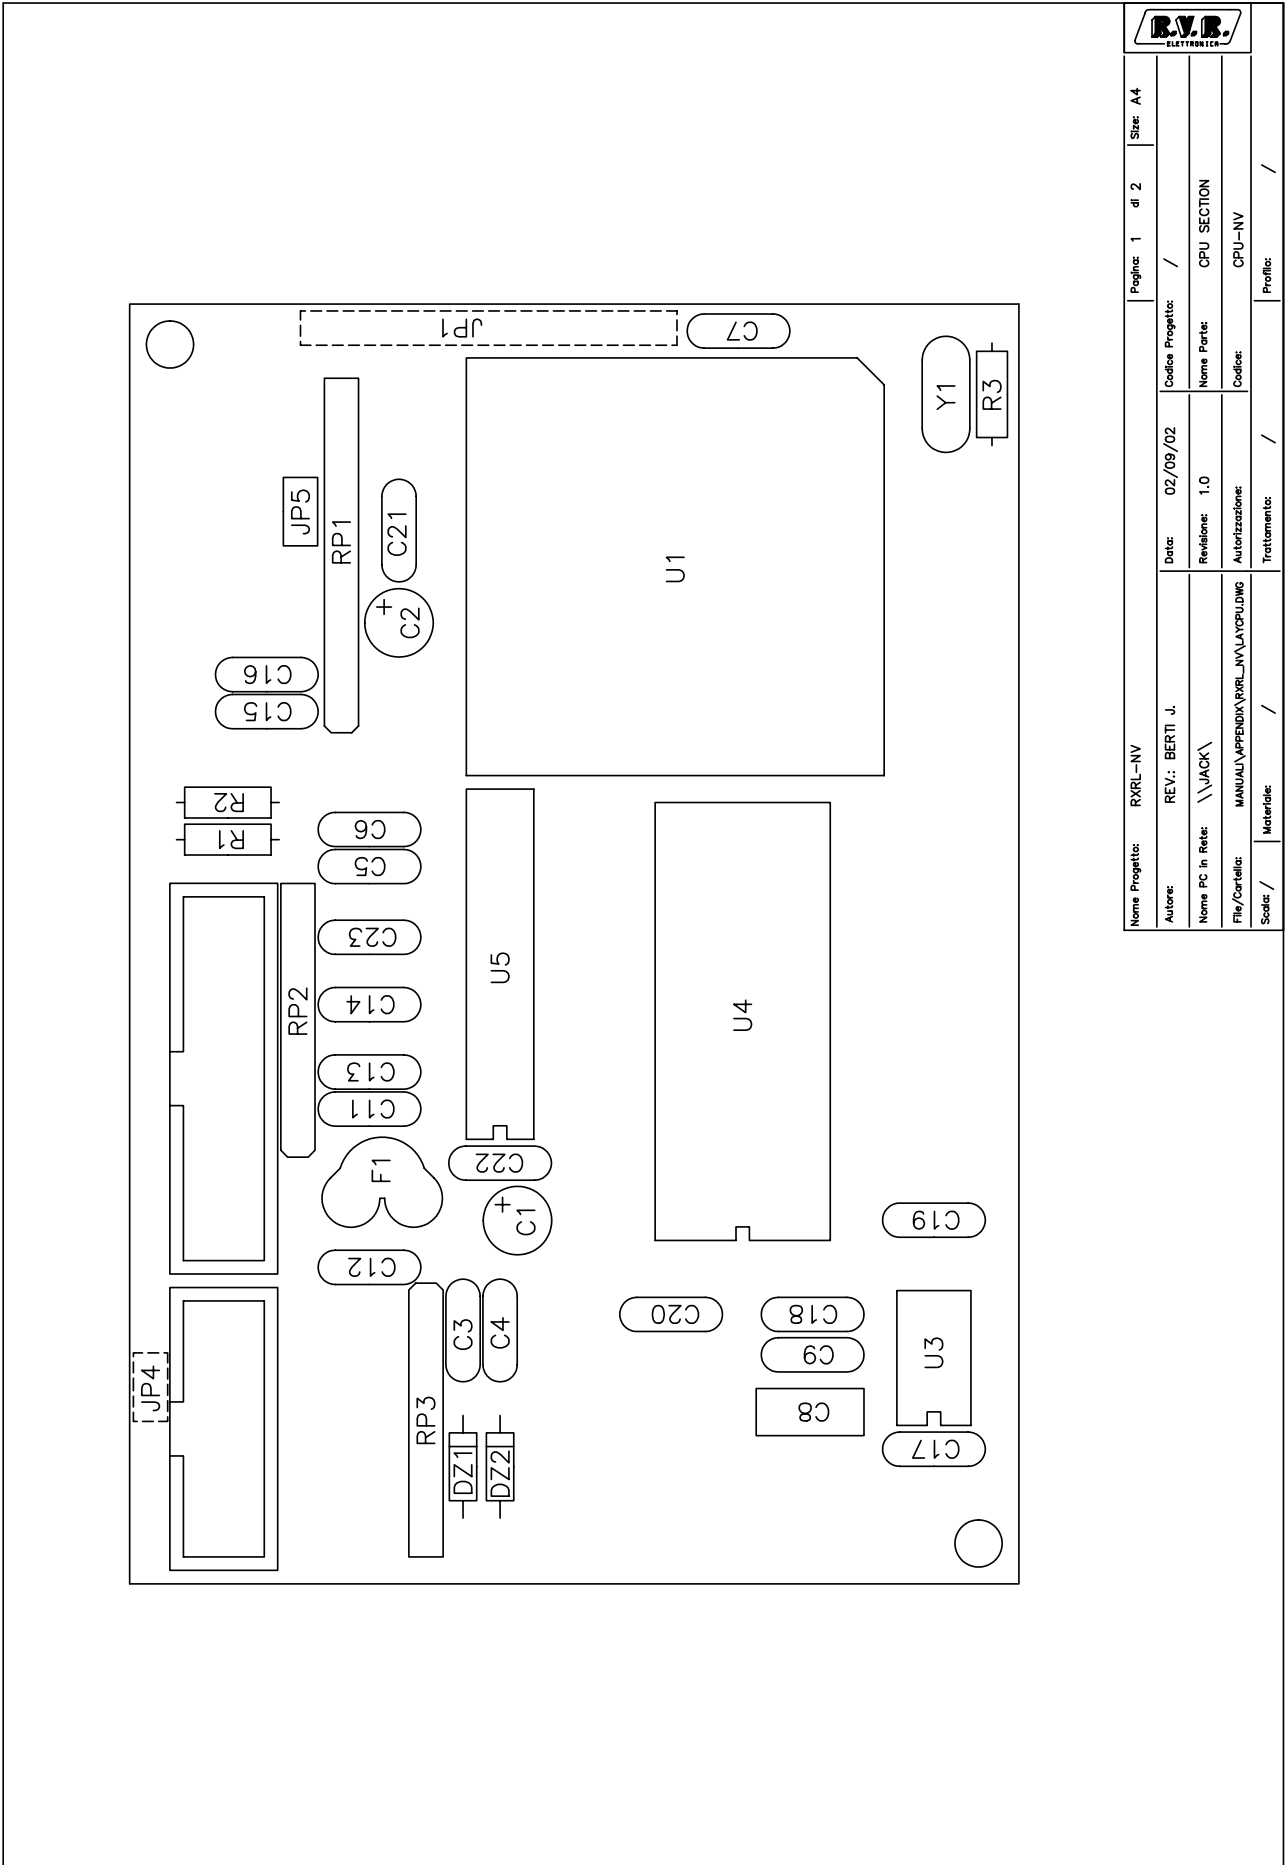 R.V.R.
ELETTRONICA
Nome Progetto: RXRL-NV Pagina: 1 di 2 Size: A4
Autore: REV.: BERTI J. Data: 02/09/02 Codice Progetto: /
Nome PC in Rete: \\JACK\ Revisione: 1.0 Nome Parte: CPU SECTION
File/Cartella: MANUALI\APPENDIX\RXRL_NV\LAYCPU.DWG Autorizzazione: Codice: CPU-NV
Scala: / Materiale: / Trattamento: / Profilo: /
JP1
C7
Y1
R3
JP5
RP1
C21
C2
U1
C16
C15
R2
R1
C6
C5
C23
RP2
C14
C13
C11
U5
U4
F1
C22
C1
C19
C12
JP4
RP3
C3
C4
C20
C18
C9
C8
U3
C17
DZ1
DZ2